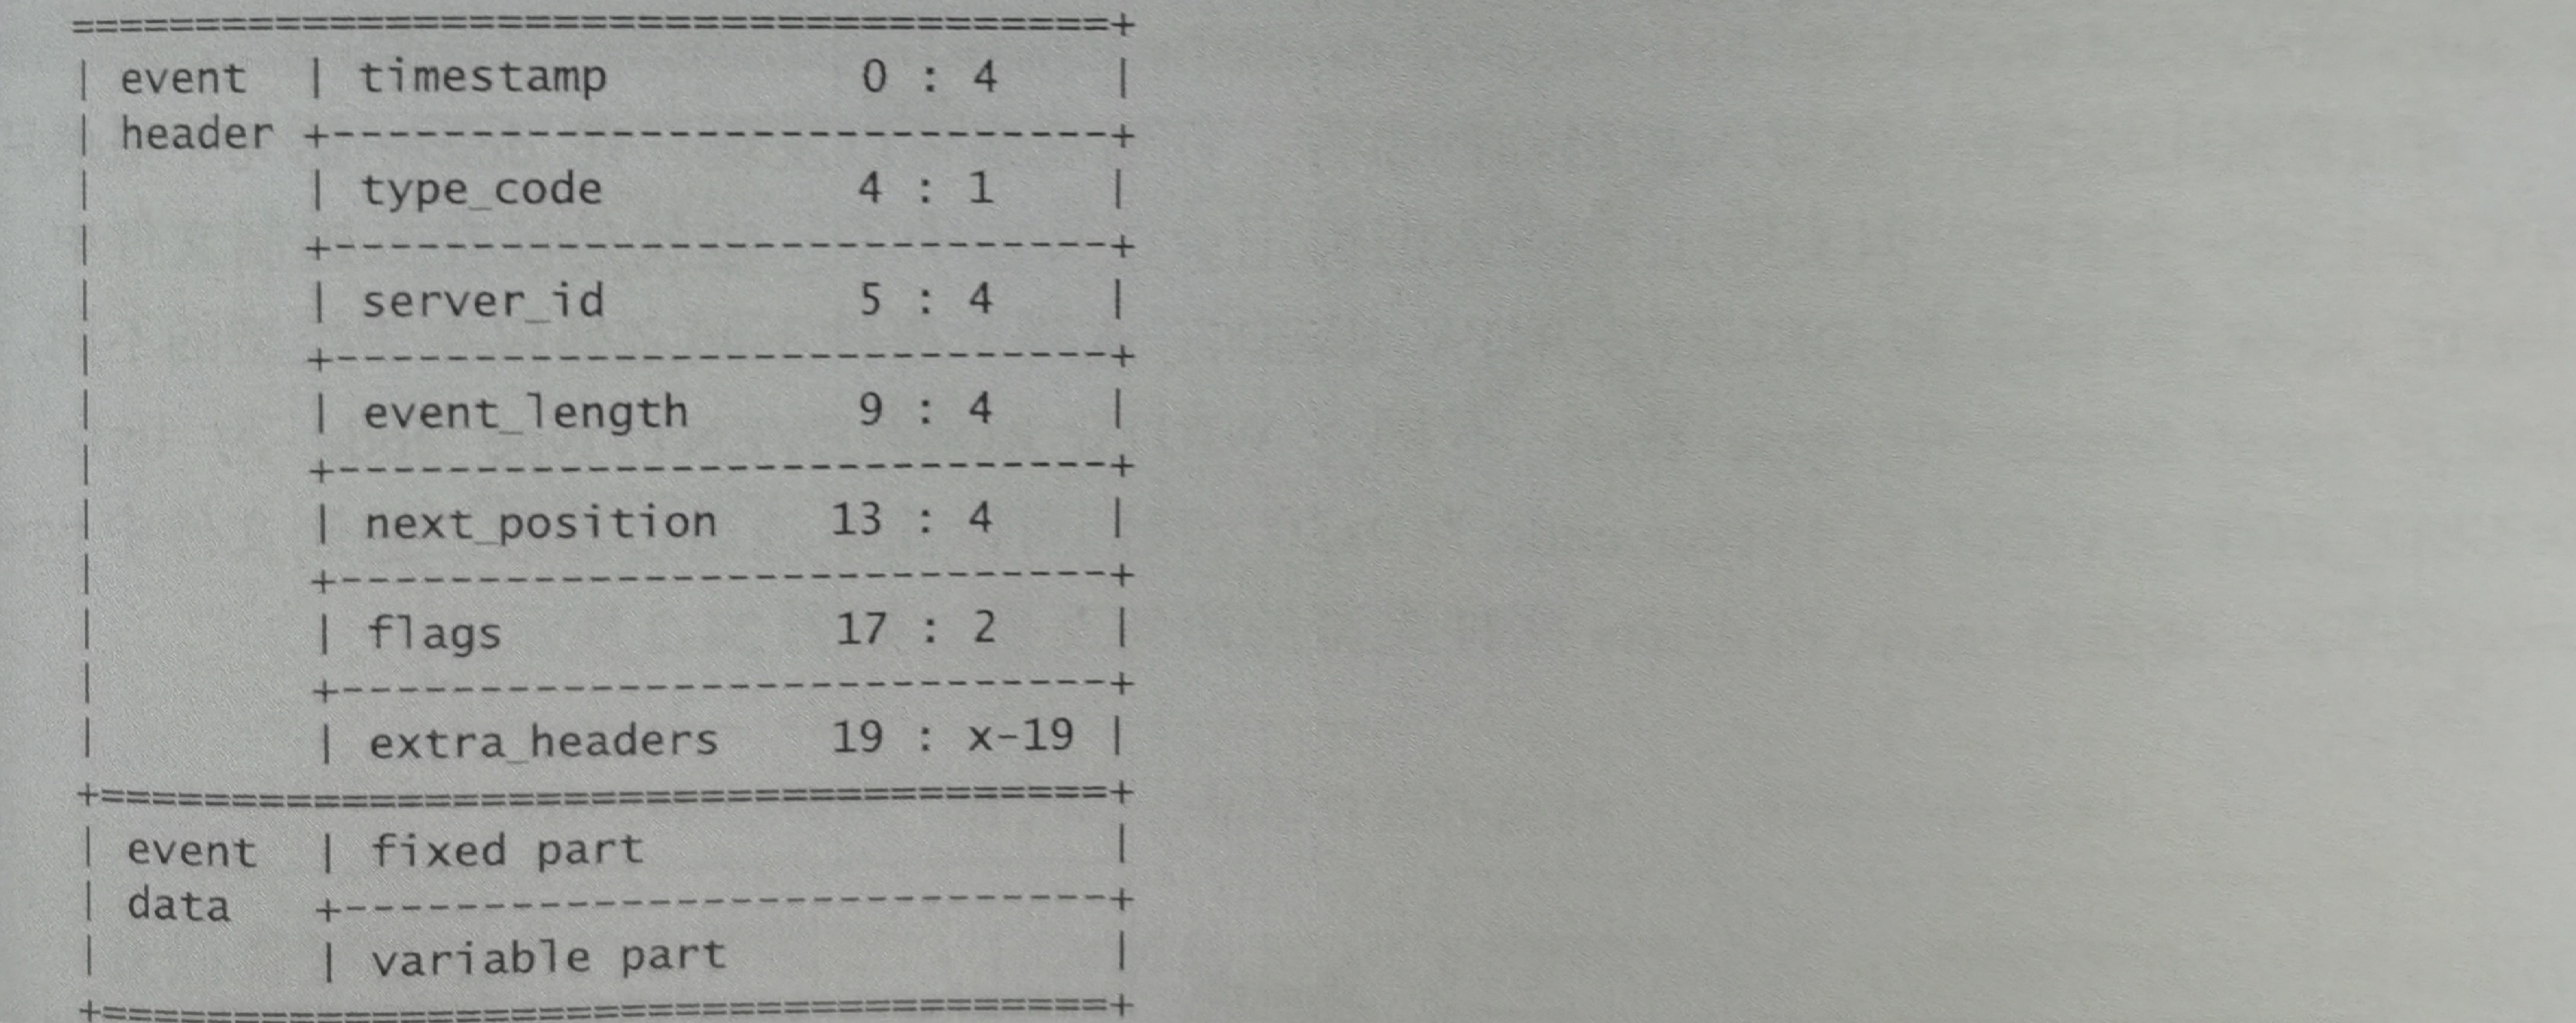 =====================================+
| event  | timestamp         0 : 4    |
| header +----------------------------+
|        | type_code         4 : 1    |
|        +----------------------------+
|        | server_id         5 : 4    |
|        +----------------------------+
|        | event_length      9 : 4    |
|        +----------------------------+
|        | next_position    13 : 4    |
|        +----------------------------+
|        | flags            17 : 2    |
|        +----------------------------+
|        | extra_headers    19 : x-19 |
+=====================================+
| event  | fixed part                 |
| data   +----------------------------+
|        | variable part              |
+=====================================+